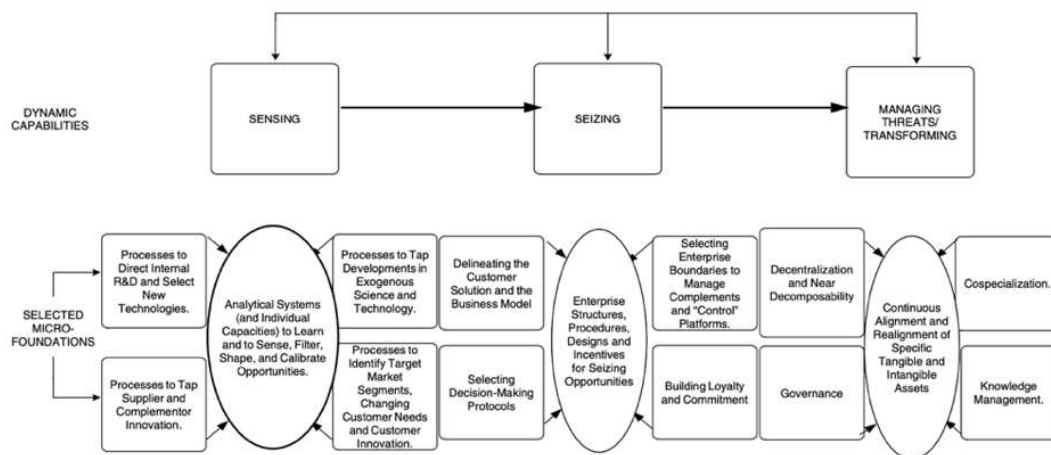 DYNAMIC
CAPABILITIES
SENSING
SEIZING
MANAGING
THREATS/
TRANSFORMING
SELECTED
MICRO-
FOUNDATIONS
Processes to
Direct Internal
R&D and Select
New
Technologies.
Processes to Tap
Supplier and
Complementor
Innovation.
Analytical Systems
(and Individual
Capacities) to Learn
and to Sense, Filter,
Shape, and Calibrate
Opportunities.
Processes to Tap
Developments in
Exogenous Science
and Technology.
Processes to
Identify Target
Market
Segments,
Changing
Customer Needs
and Customer
Innovation.
Delineating the
Customer
Solution and the
Business Model
Selecting
Decision-Making
Protocols
Enterprise
Structures,
Procedures,
Designs and
Incentives
for Seizing
Opportunities
Selecting
Enterprise
Boundaries to
Manage
Complements
and "Control"
Platforms.
Building Loyalty
and Commitment
Decentralization
and Near
Decomposability
Governance
Continuous
Alignment and
Realignment of
Specific
Tangible and
Intangible
Assets
Cospecialization.
Knowledge
Management.